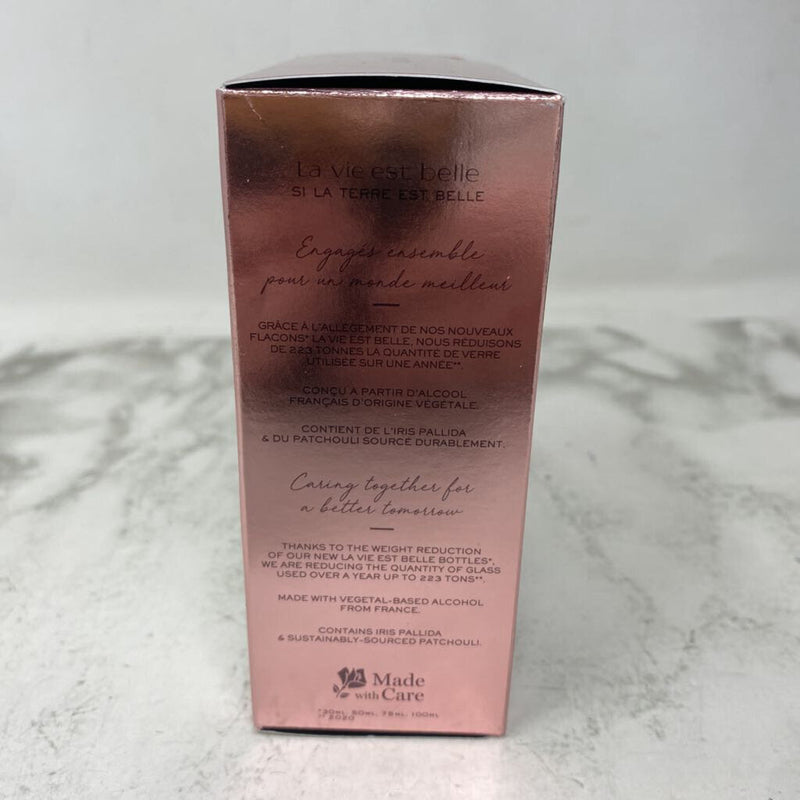 La vie est belle
SI LA TERRE EST BELLE
Engagés ensemble
pour un monde meilleur
GRÂCE À L'ALLÈGEMENT DE NOS NOUVEAUX
FLACONS* LA VIE EST BELLE, NOUS RÉDUISONS
DE 223 TONNES LA QUANTITÉ DE VERRE
UTILISÉE SUR UNE ANNÉE**.
CONÇU À PARTIR D'ALCOOL
FRANÇAIS D'ORIGINE VÉGÉTALE.
CONTIENT DE L'IRIS PALLIDA
& DU PATCHOULI SOURCÉ DURABLEMENT.
Caring together for
a better tomorrow
THANKS TO THE WEIGHT REDUCTION
OF OUR NEW LA VIE EST BELLE BOTTLES*,
WE ARE REDUCING THE QUANTITY OF GLASS
USED OVER A YEAR UP TO 223 TONS**.
MADE WITH VEGETAL-BASED ALCOHOL
FROM FRANCE.
CONTAINS IRIS PALLIDA
& SUSTAINABLY-SOURCED PATCHOULI.
Made
with Care
*30ML, 50ML, 75ML, 100ML
** 2020